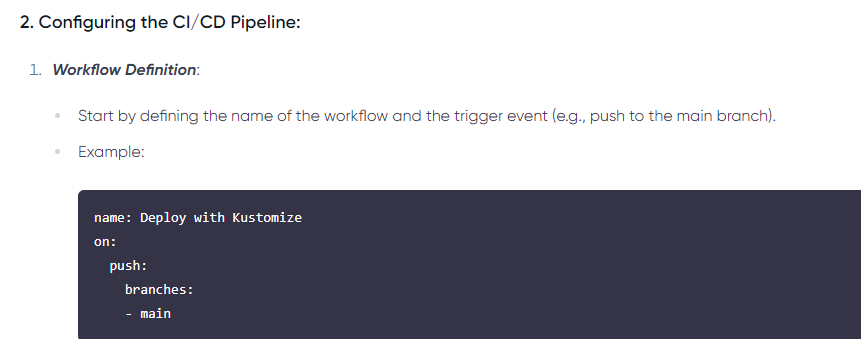 2. Configuring the CI/CD Pipeline:
1. Workflow Definition:
Start by defining the name of the workflow and the trigger event (e.g., push to the main branch).
Example:
name: Deploy with Kustomize
on:
  push:
    branches:
    - main